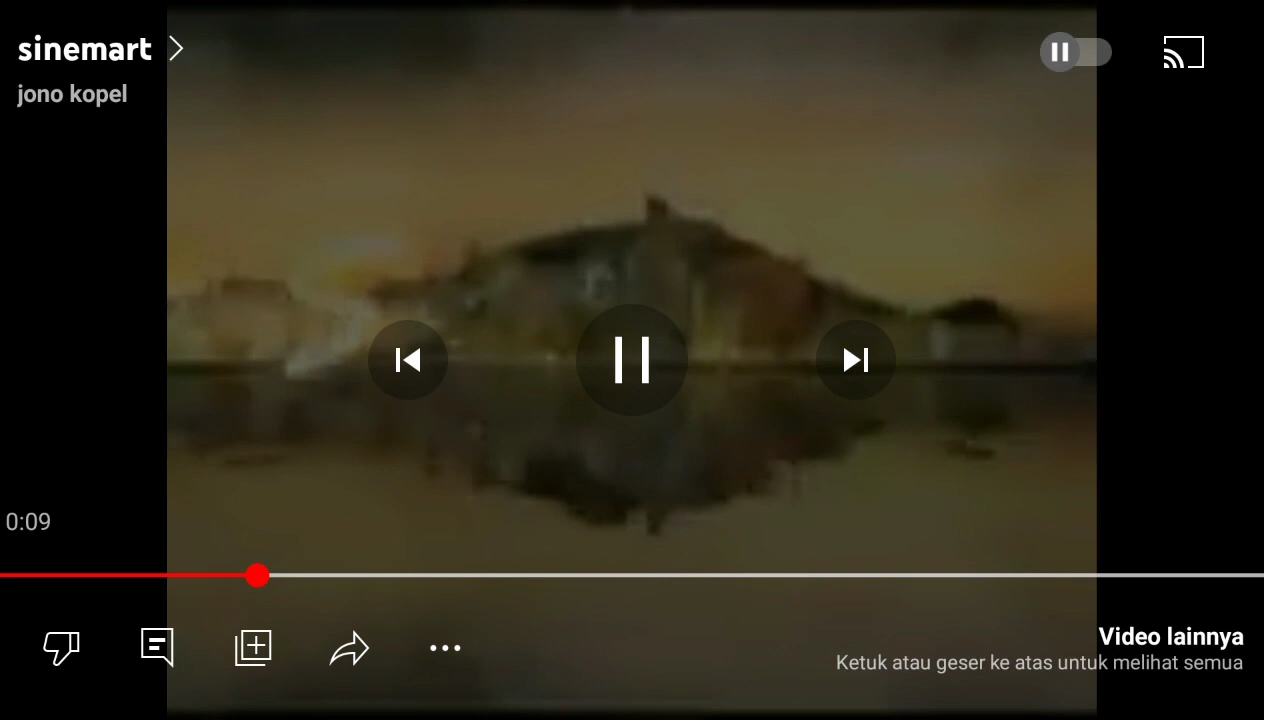 sinemart
jono kopel
0:09
Video lainnya
Ketuk atau geser ke atas untuk melihat semua